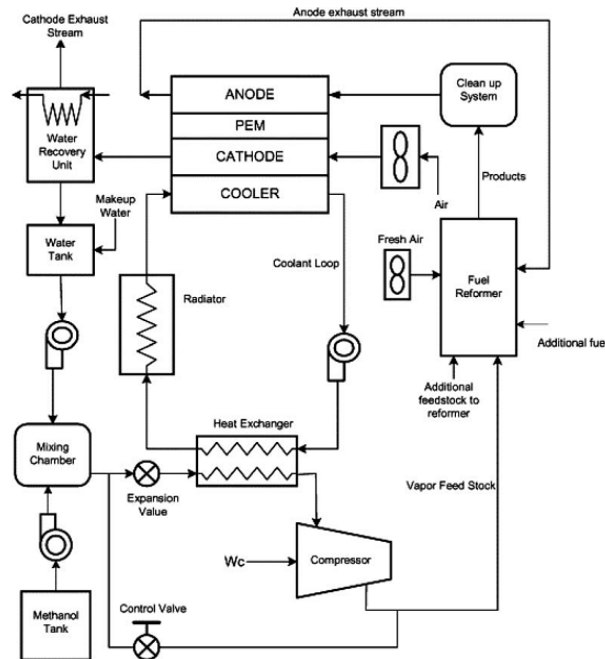 Cathode Exhaust
Stream
Anode exhaust stream
Clean up
System
ANODE
PEM
CATHODE
COOLER
Water
Recovery
Unit
Products
Makeup
Water
Air
Water
Tank
Fresh Air
Fuel
Reformer
Coolant Loop
Radiator
Additional fue
Additional
feedstock to
reformer
Heat Exchanger
Mixing
Chamber
Vapor Feed Stock
Expansion
Value
Wc
Compressor
Control Valve
Methanol
Tank